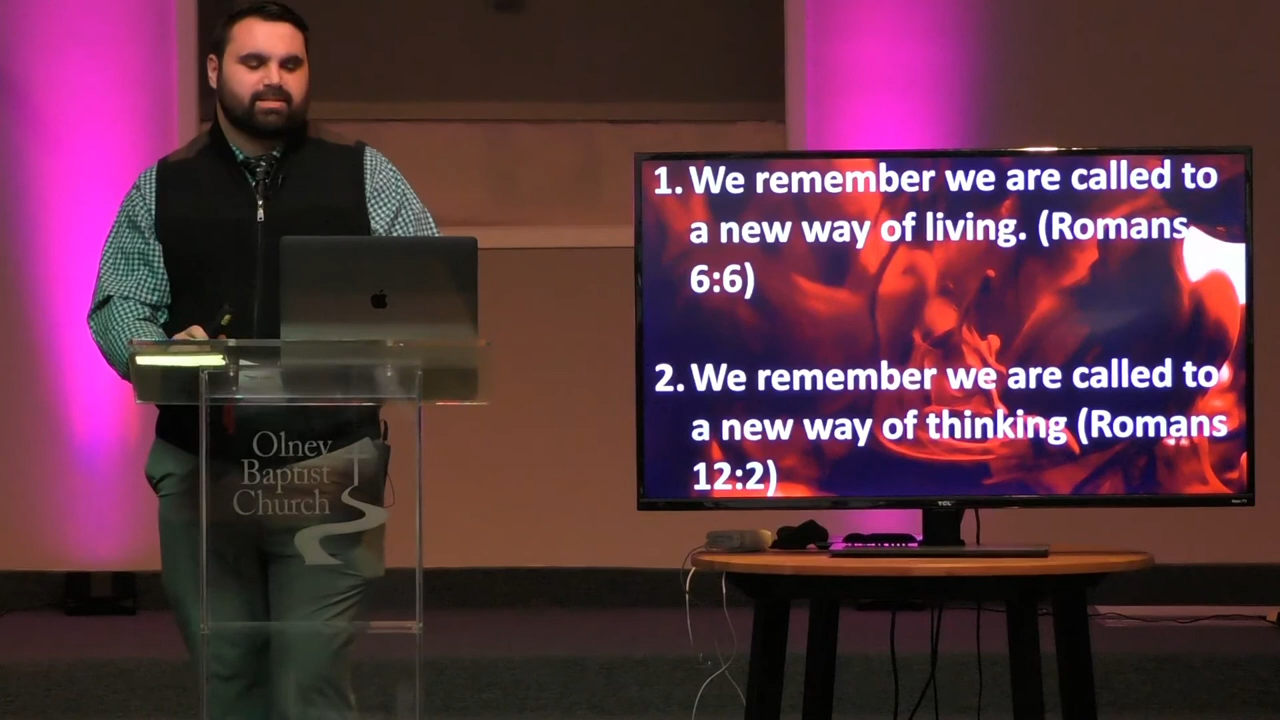 1. We remember we are called to
a new way of living. (Romans
6:6)
2. We remember we are called to
a new way of thinking (Romans
12:2)
Olney
Baptist
Church
TCL